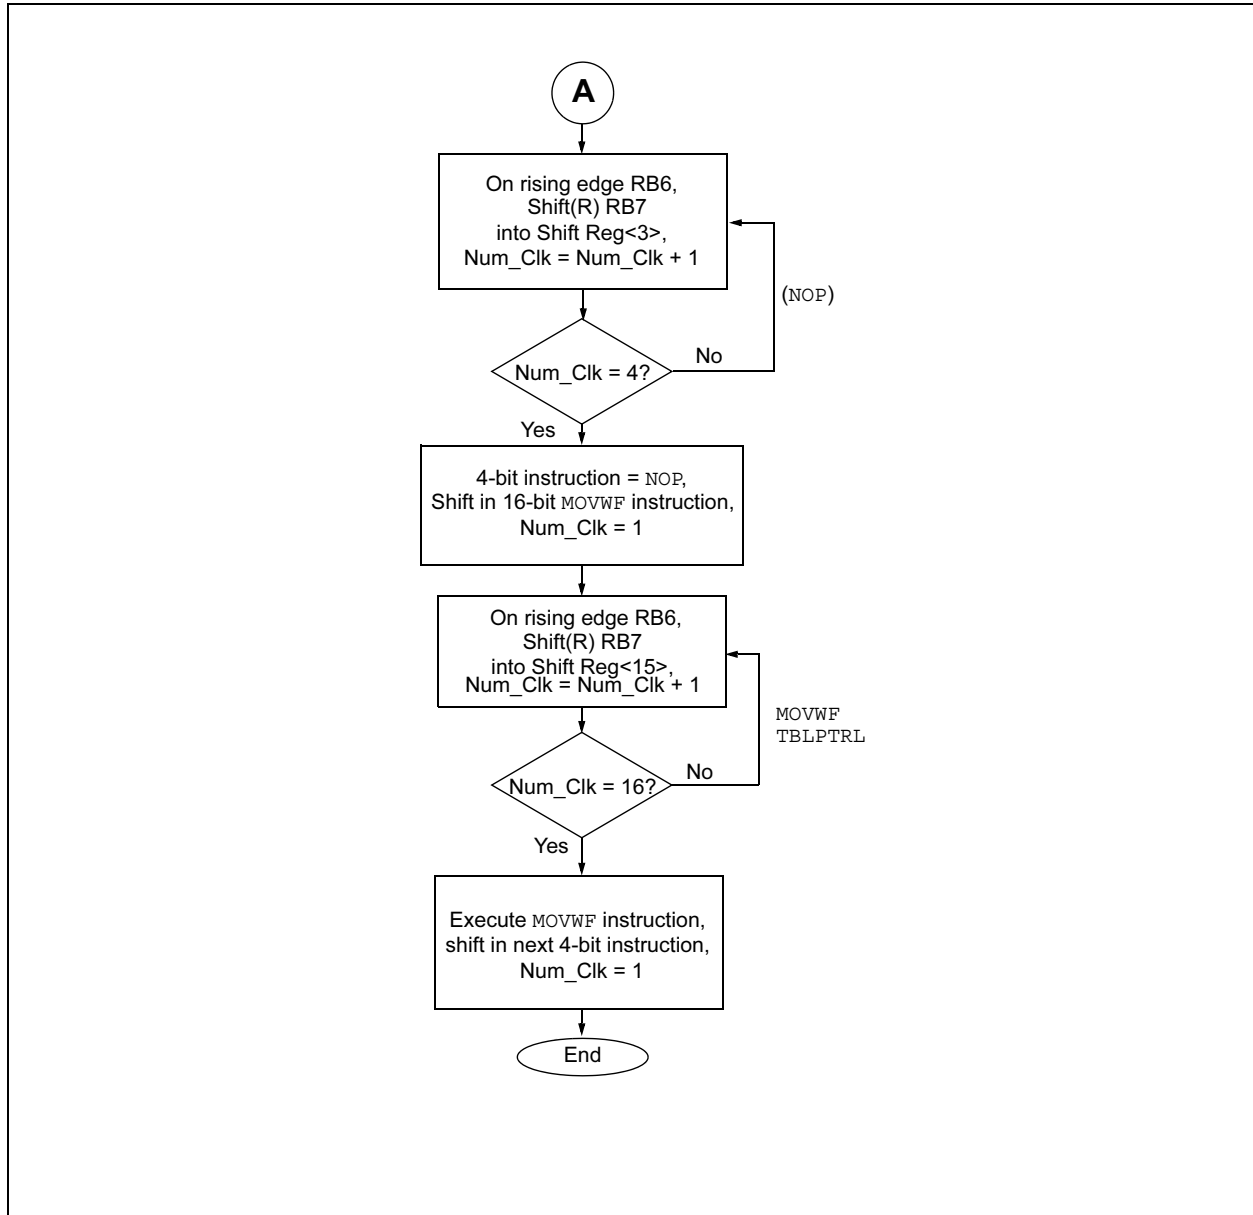 A
On rising edge RB6,
Shift(R) RB7
into Shift Reg<3>,
Num_Clk = Num_Clk + 1
(NOP)
Num_Clk = 4?
No
Yes
4-bit instruction = NOP,
Shift in 16-bit MOVWF instruction,
Num_Clk = 1
On rising edge RB6,
Shift(R) RB7
into Shift Reg<15>,
Num_Clk = Num_Clk + 1
MOVWF
TBLPTRL
Num_Clk = 16?
No
Yes
Execute MOVWF instruction,
shift in next 4-bit instruction,
Num_Clk = 1
End